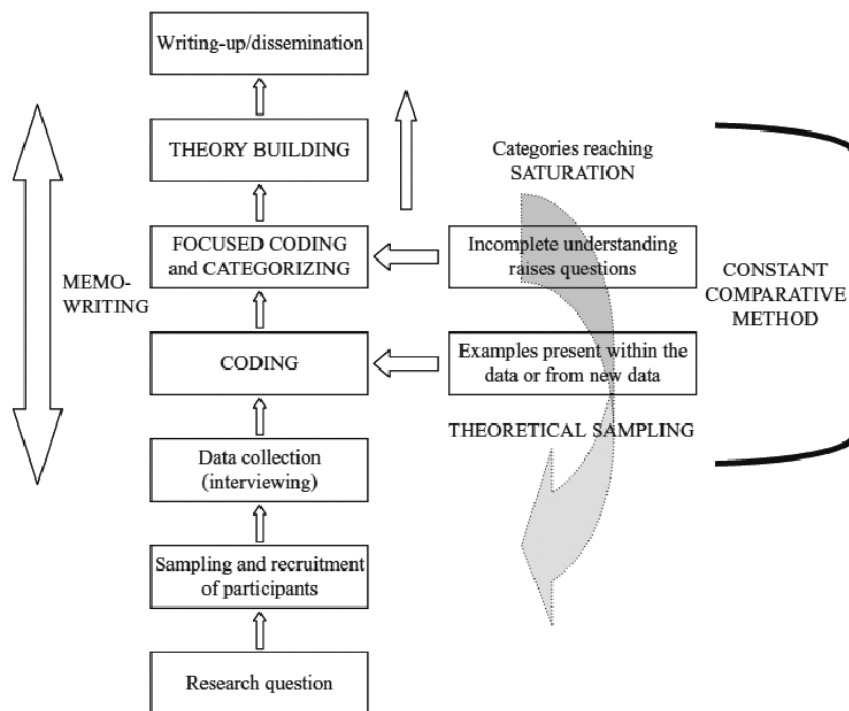 Writing-up/dissemination
THEORY BUILDING
Categories reaching
SATURATION
FOCUSED CODING
and CATEGORIZING
Incomplete understanding
raises questions
MEMO-
WRITING
CONSTANT
COMPARATIVE
METHOD
CODING
Examples present within the
data or from new data
THEORETICAL SAMPLING
Data collection
(interviewing)
Sampling and recruitment
of participants
Research question